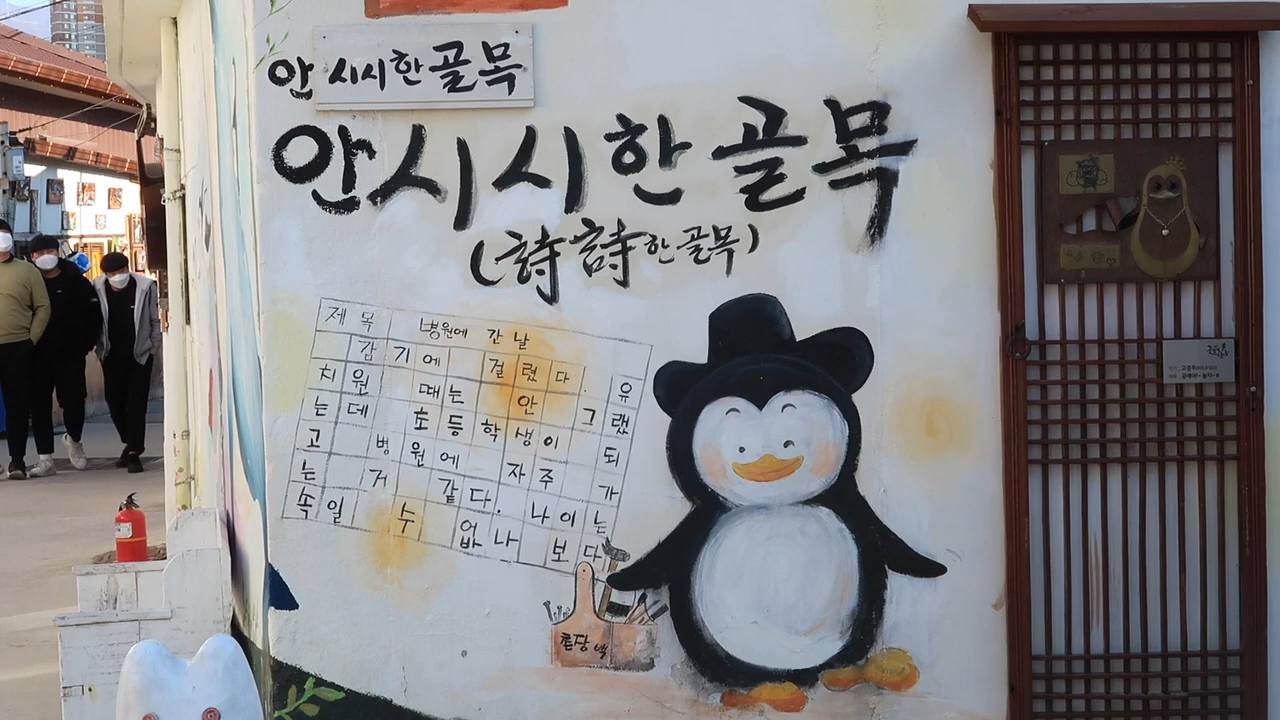 안 시시한 골목
안 시시한 골목
(詩詩한 골목)
제목 병원에 간 날
감기에 걸렸다. 유
치원 때는 안 그랬
는데 초등학생이 되
고 병원에 자주 가
는 거 같다. 나이는
속일 수 없나 보다